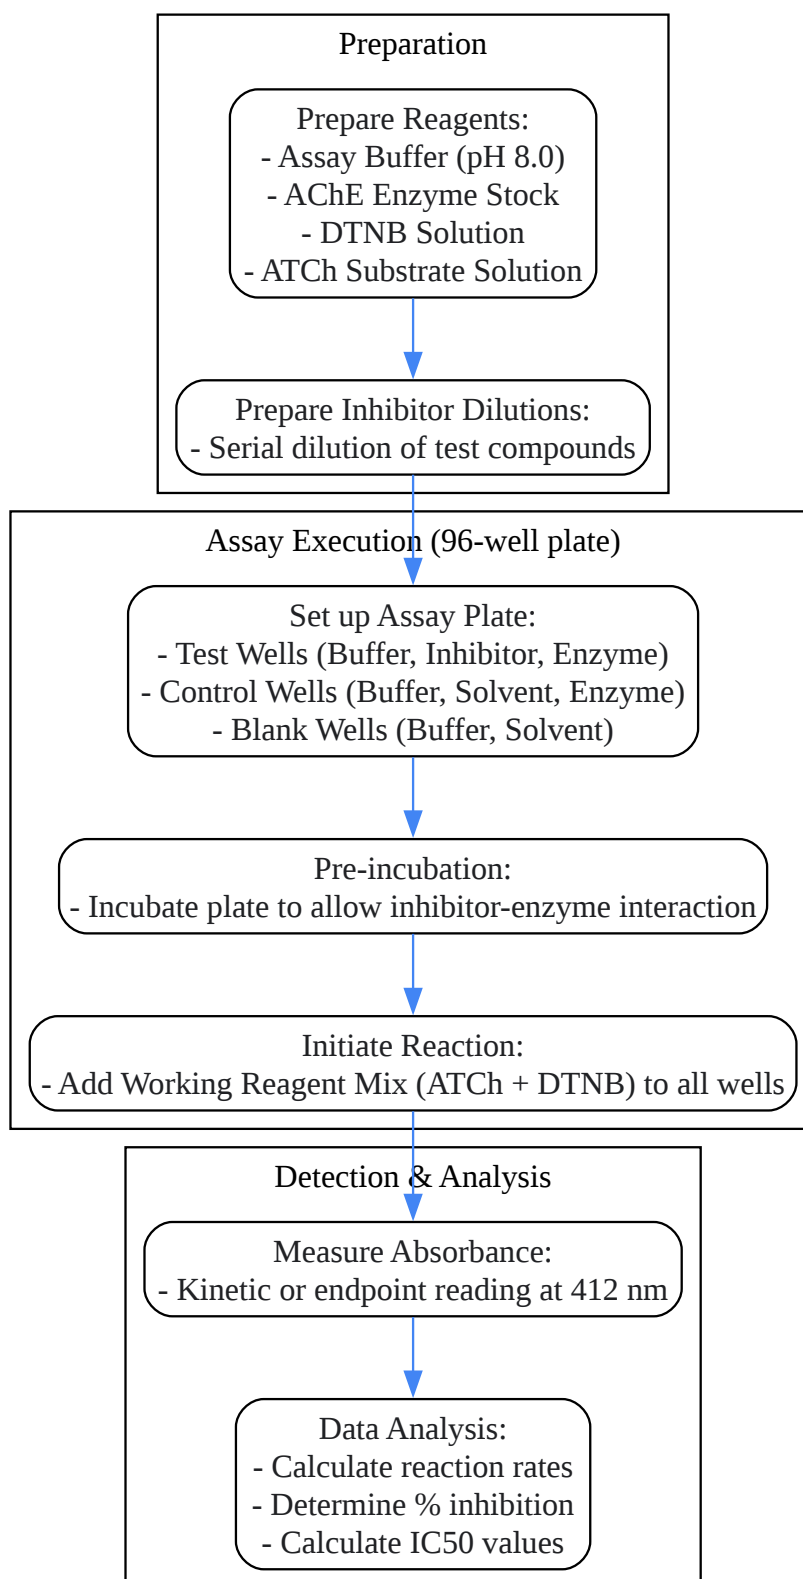 Preparation
Prepare Reagents:
- Assay Buffer (pH 8.0)
- AChE Enzyme Stock
- DTNB Solution
- ATCh Substrate Solution
Prepare Inhibitor Dilutions:
- Serial dilution of test compounds
Assay Execution (96-well plate)
Set up Assay Plate:
- Test Wells (Buffer, Inhibitor, Enzyme)
- Control Wells (Buffer, Solvent, Enzyme)
- Blank Wells (Buffer, Solvent)
Pre-incubation:
- Incubate plate to allow inhibitor-enzyme interaction
Initiate Reaction:
- Add Working Reagent Mix (ATCh + DTNB) to all wells
Detection & Analysis
Measure Absorbance:
- Kinetic or endpoint reading at 412 nm
Data Analysis:
- Calculate reaction rates
- Determine % inhibition
- Calculate IC50 values